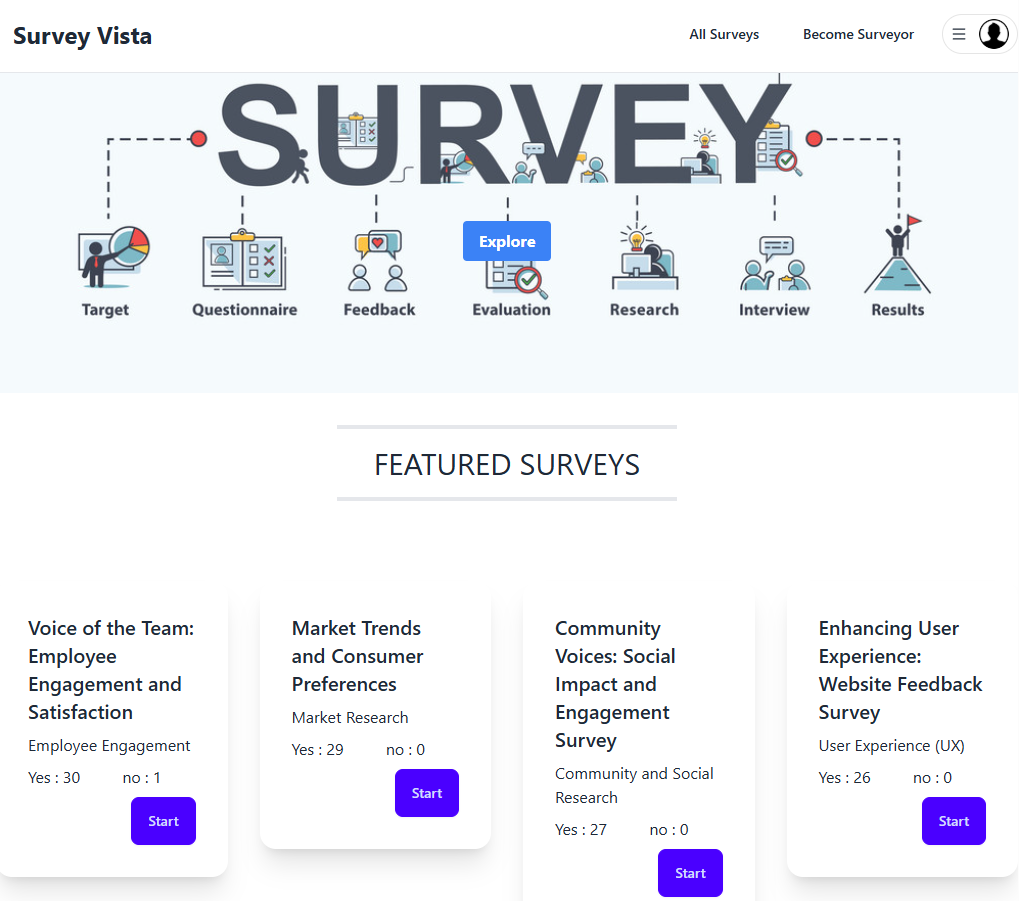 Survey Vista
All Surveys
Become Surveyor
SURVEY
Explore
Target
Questionnaire
Feedback
Evaluation
Research
Interview
Results
FEATURED SURVEYS
Voice of the Team:
Employee
Engagement and
Satisfaction
Employee Engagement
Yes : 30 no : 1
Start
Market Trends
and Consumer
Preferences
Market Research
Yes : 29 no : 0
Start
Community
Voices: Social
Impact and
Engagement
Survey
Community and Social
Research
Yes : 27 no : 0
Start
Enhancing User
Experience:
Website Feedback
Survey
User Experience (UX)
Yes : 26 no : 0
Start